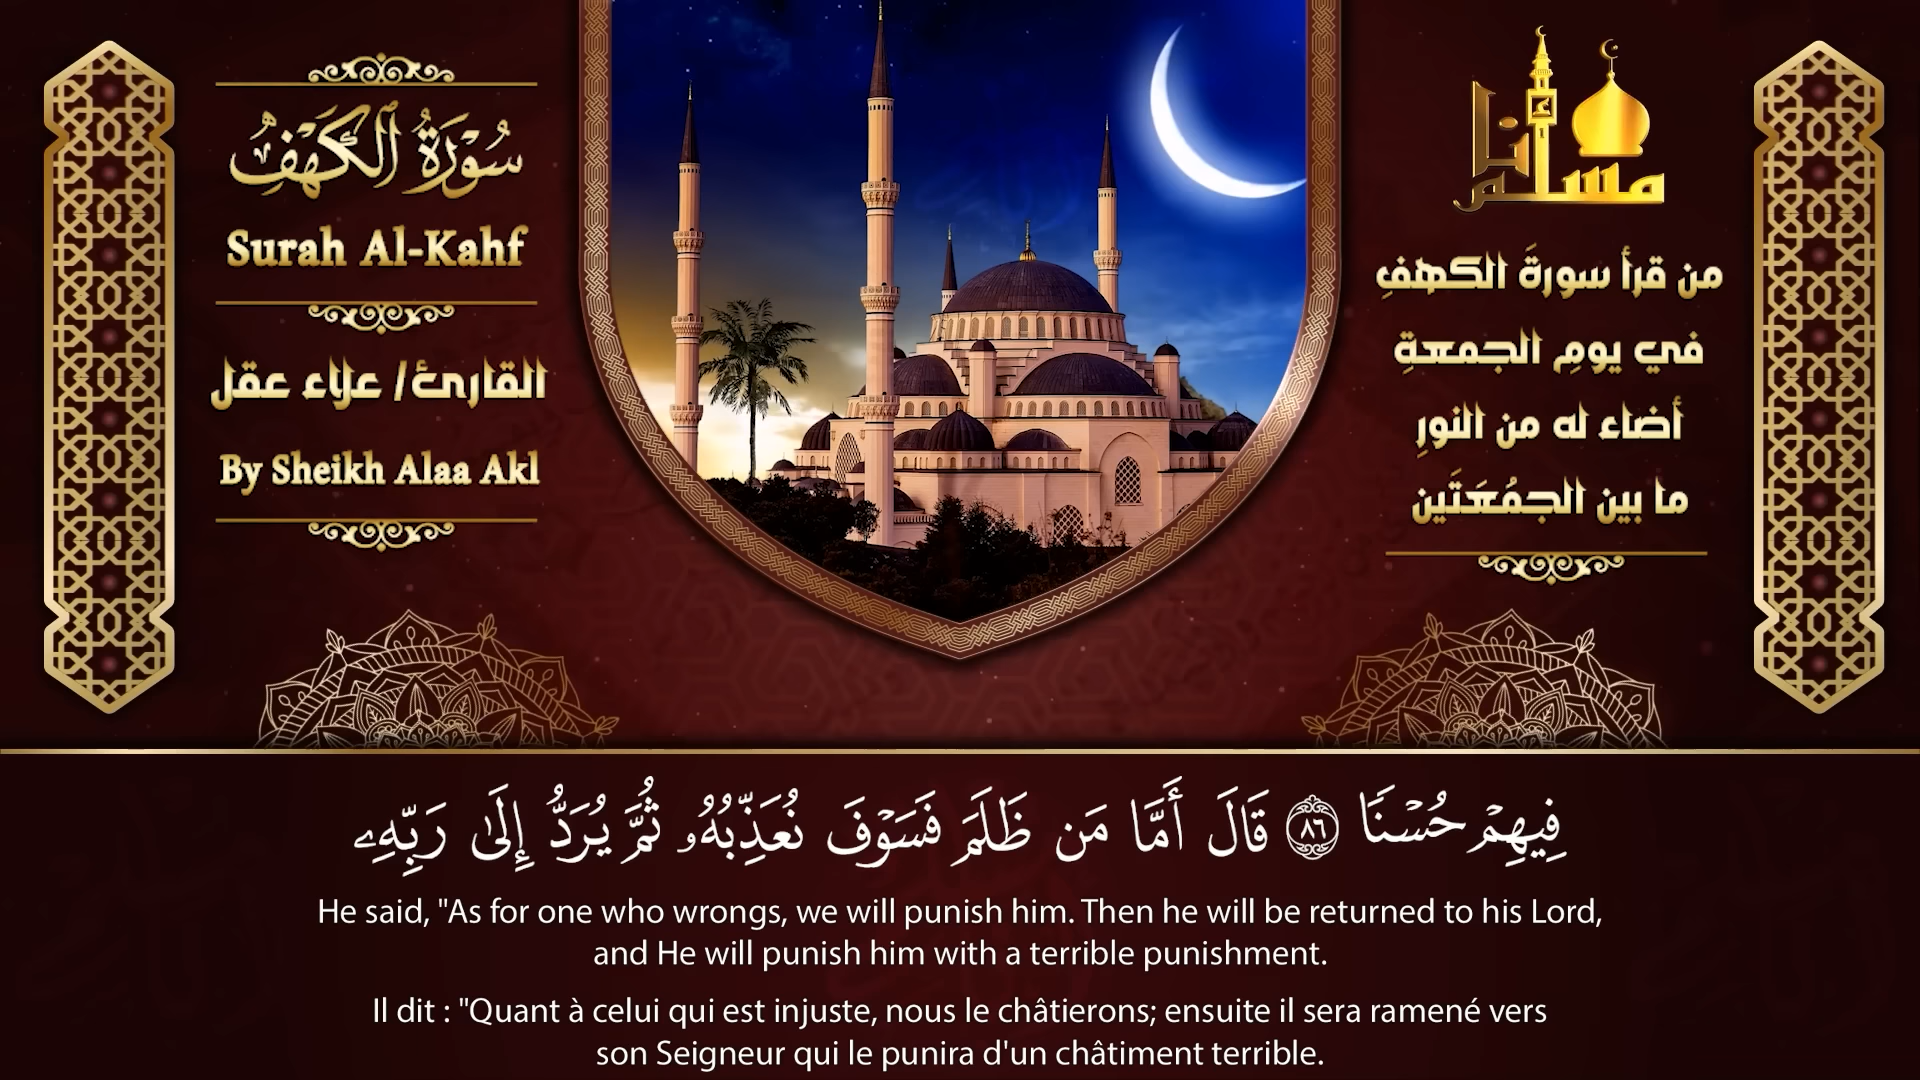 سُورَةُ الكَهْفِ
Surah Al-Kahf
القارئ/ علاء عقل
By Sheikh Alaa Akl
أنا مسلم
من قرأ سورةَ الكهفِ
في يومِ الجمعةِ
أضاء له من النورِ
ما بين الجمُعَتَين
فِيهِمْ حُسْنًا ٨٦ قَالَ أَمَّا مَن ظَلَمَ فَسَوْفَ نُعَذِّبُهُۥ ثُمَّ يُرَدُّ إِلَىٰ رَبِّهِۦ
He said, "As for one who wrongs, we will punish him. Then he will be returned to his Lord,
and He will punish him with a terrible punishment.
Il dit : "Quant à celui qui est injuste, nous le châtierons; ensuite il sera ramené vers
son Seigneur qui le punira d'un châtiment terrible.